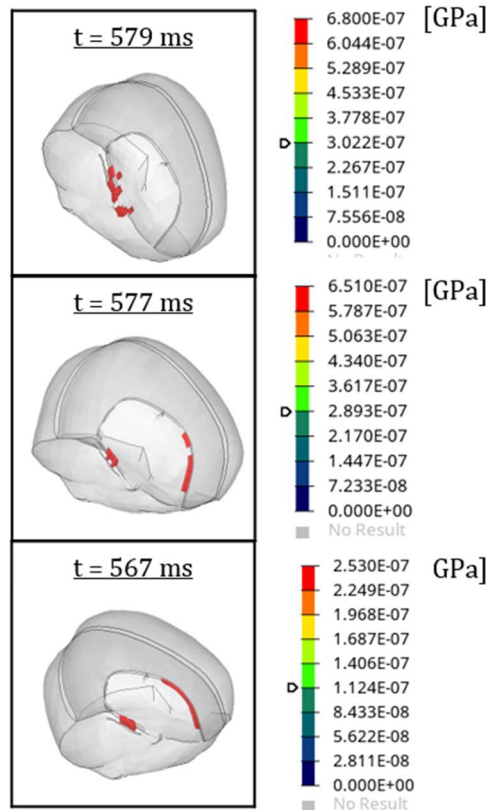 t = 579 ms
[GPa]
6.800E-07
6.044E-07
5.289E-07
4.533E-07
3.778E-07
3.022E-07
2.267E-07
1.511E-07
7.556E-08
0.000E+00
No Result
t = 577 ms
[GPa]
6.510E-07
5.787E-07
5.063E-07
4.340E-07
3.617E-07
2.893E-07
2.170E-07
1.447E-07
7.233E-08
0.000E+00
No Result
t = 567 ms
GPa]
2.530E-07
2.249E-07
1.968E-07
1.687E-07
1.406E-07
1.124E-07
8.433E-08
5.622E-08
2.811E-08
0.000E+00
No Result